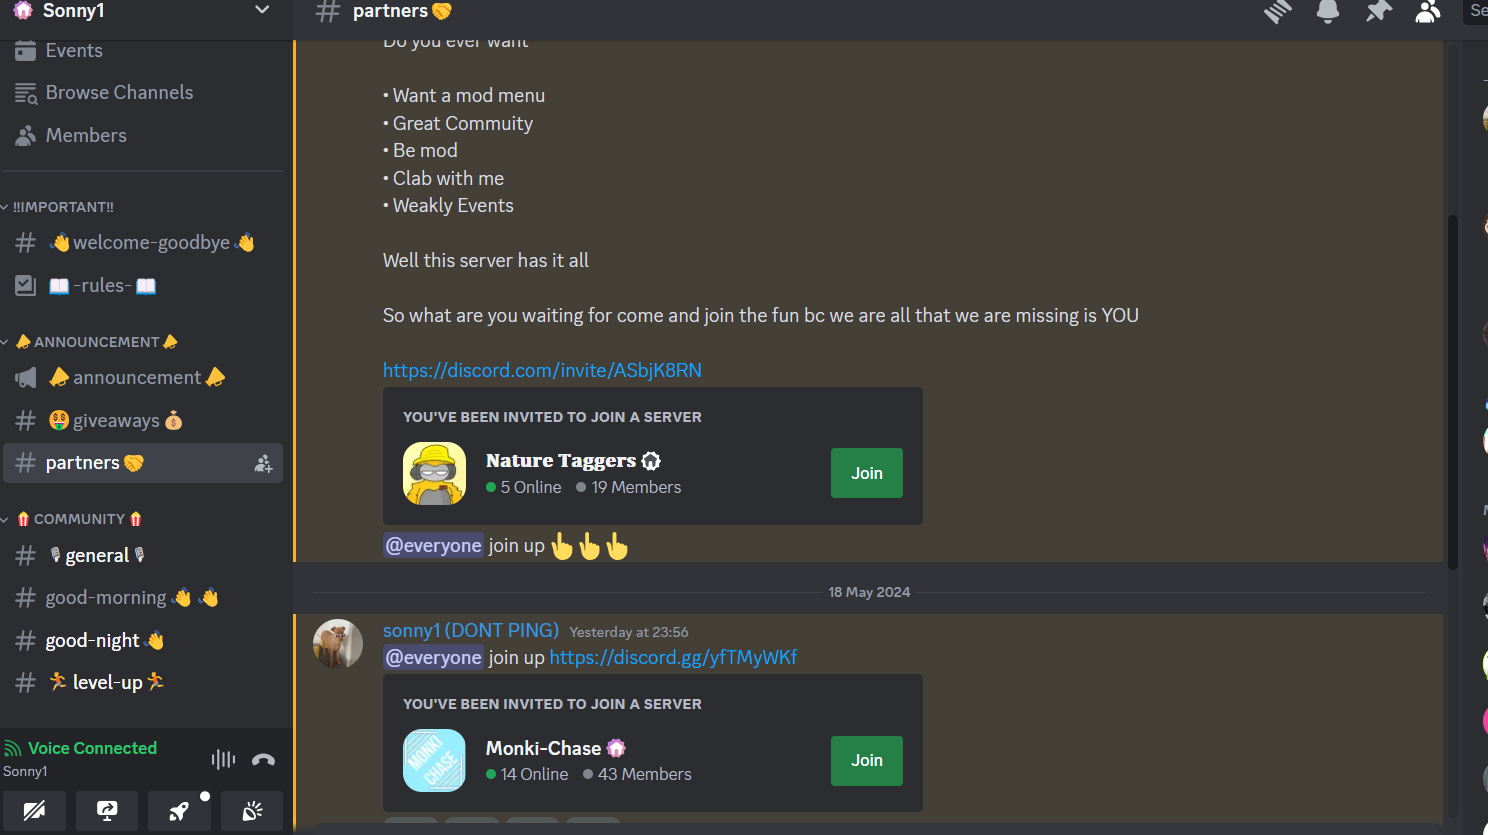 Sonny1
Events
Browse Channels
Members
!!IMPORTANT!!
👋welcome-goodbye👋
📖-rules-📖
📣ANNOUNCEMENT📣
📣announcement📣
🤑giveaways💰
partners🤝
🍿COMMUNITY🍿
🎙general🎙
good-morning👋👋
good-night👋
🏃level-up🏃
Voice Connected
Sonny1
partners🤝
Se
Do you ever want
• Want a mod menu
• Great Commuity
• Be mod
• Clab with me
• Weakly Events
Well this server has it all
So what are you waiting for come and join the fun bc we are all that we are missing is YOU
https://discord.com/invite/ASbjK8RN
YOU'VE BEEN INVITED TO JOIN A SERVER
Nature Taggers
5 Online 19 Members
Join
@everyone join up👆👆👆
18 May 2024
sonny1 (DONT PING) Yesterday at 23:56
@everyone join up https://discord.gg/yfTMyWKf
YOU'VE BEEN INVITED TO JOIN A SERVER
MONKI
CHASE
Monki-Chase
14 Online 43 Members
Join